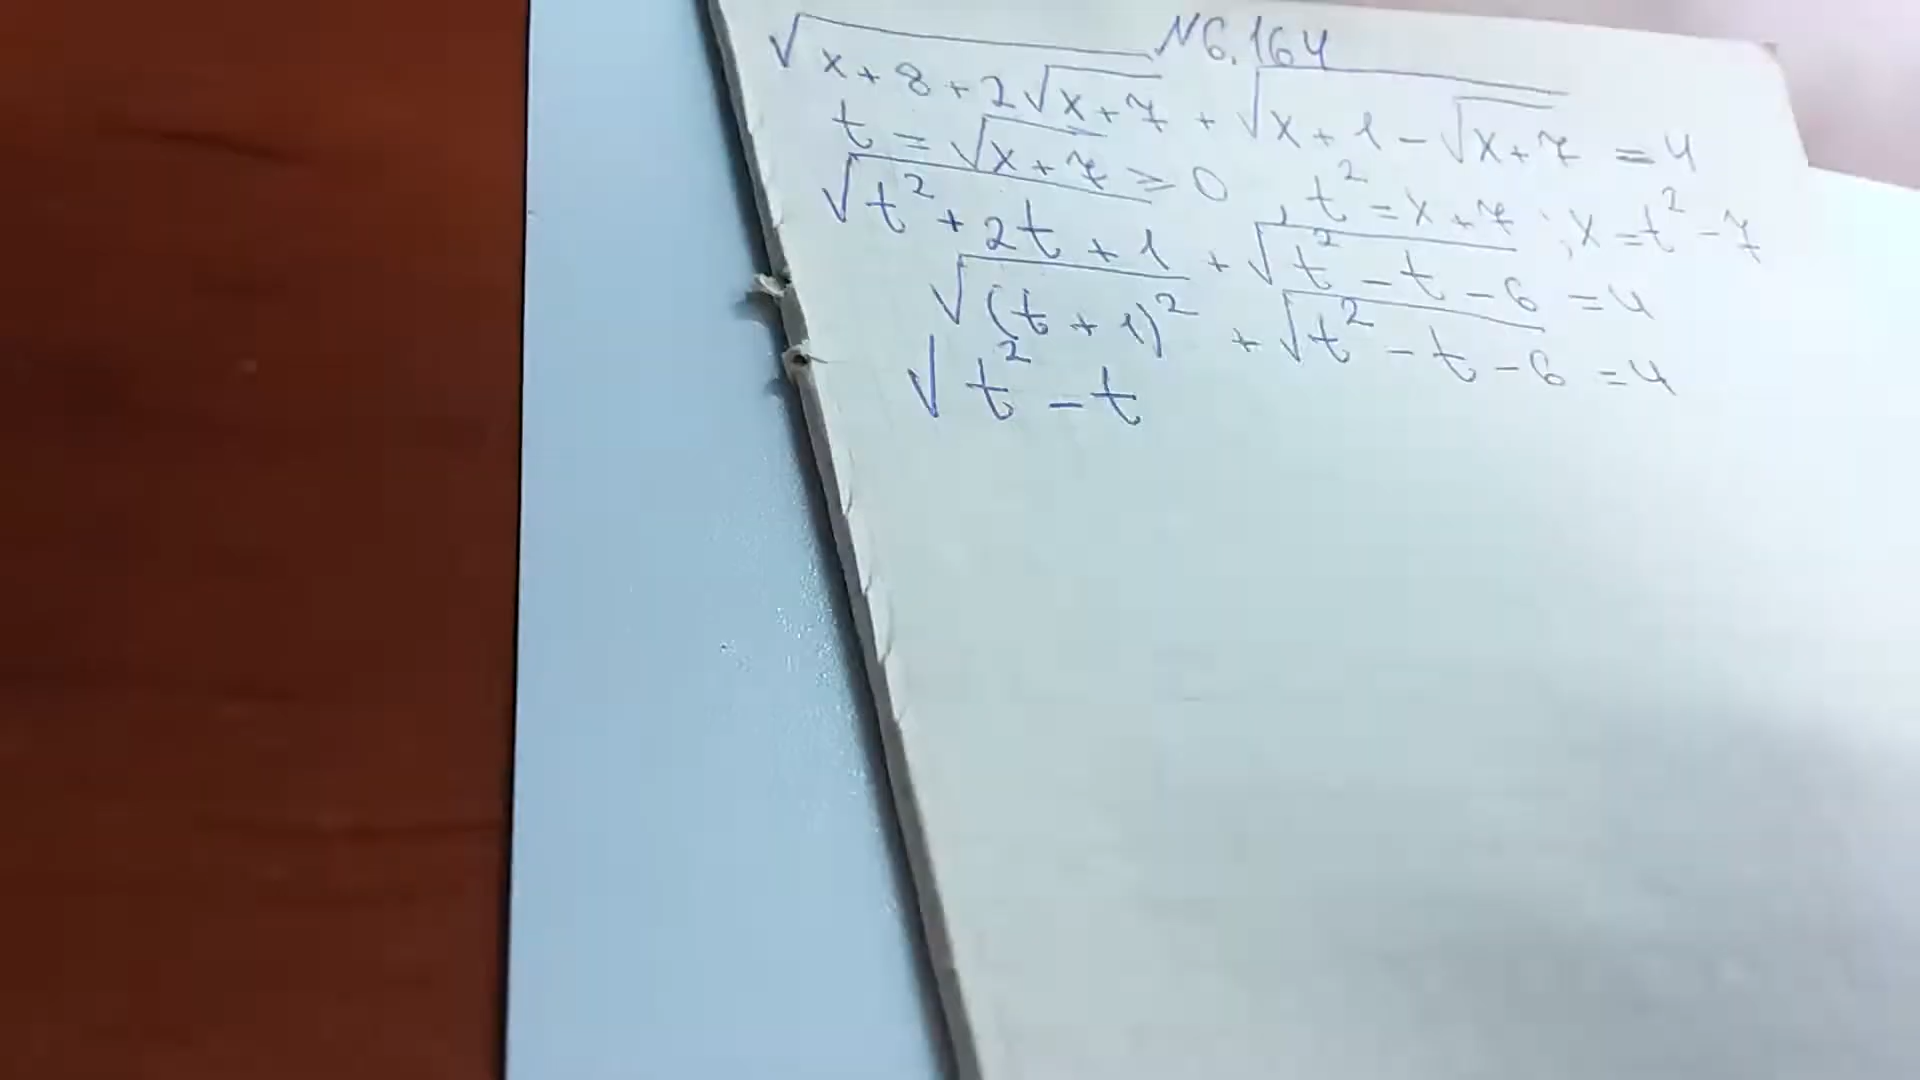 N6.164
√(x+8+2√(x+7)) + √(x+1-√(x+7)) = 4
t = √(x+7) ≥ 0, t² = x+7; x = t²-7
√(t²+2t+1) + √(t²-t-6) = 4
√((t+1)²) + √(t²-t-6) = 4
√t²-t